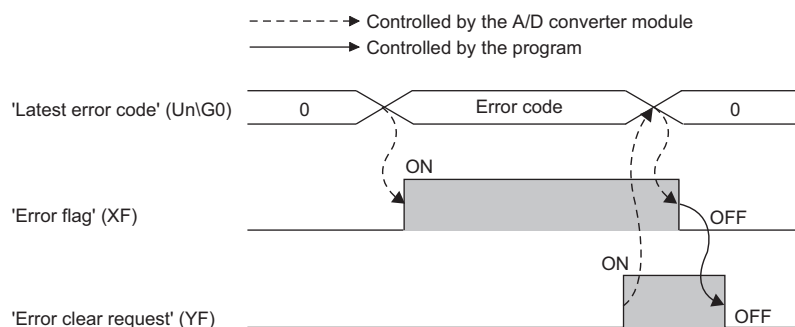 Controlled by the A/D converter module
Controlled by the program
'Latest error code' (Un\G0)
0
Error code
0
ON
'Error flag' (XF)
OFF
ON
'Error clear request' (YF)
OFF